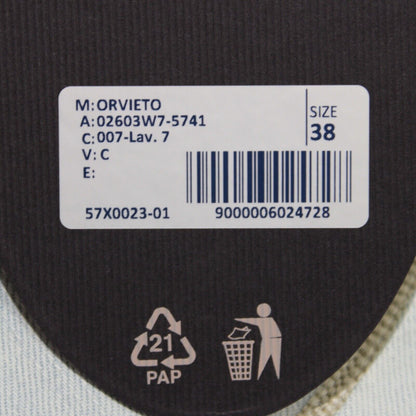 M: ORVIETO
A: 02603W7-5741
C: 007-Lav. 7
V: C
E:
SIZE
38
57X0023-01
9000006024728
21
PAP